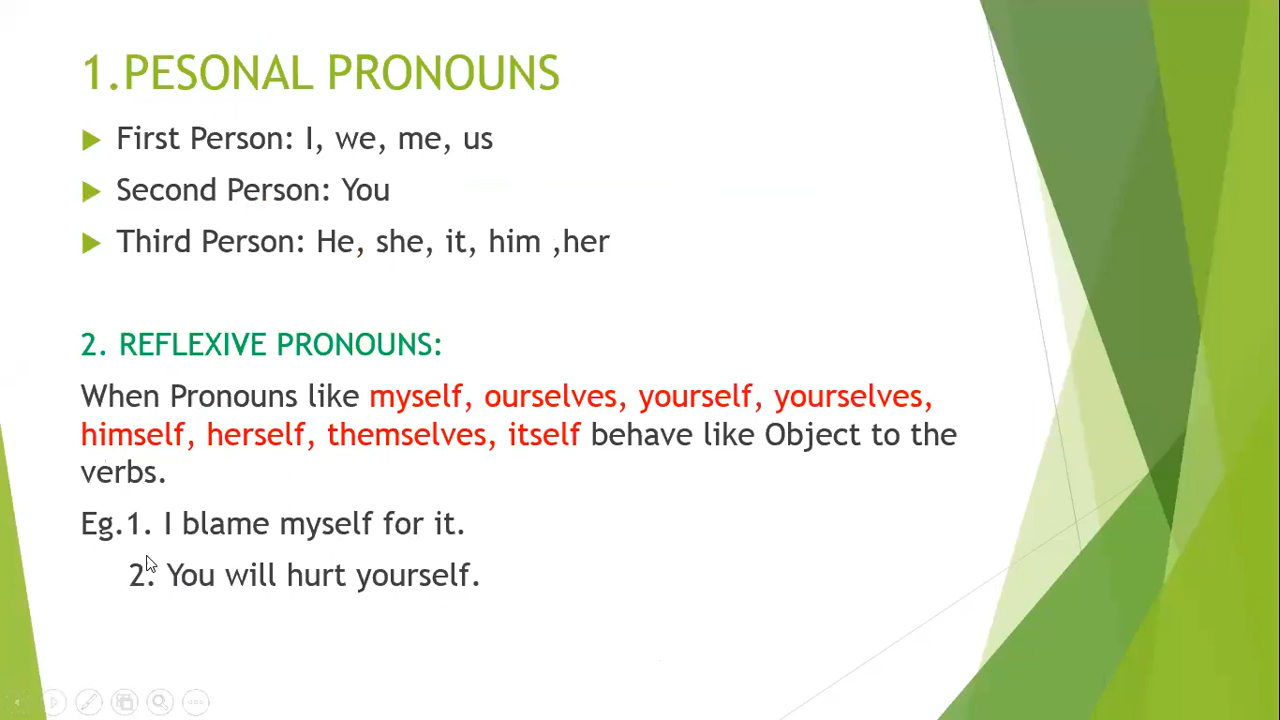 1.PESONAL PRONOUNS
First Person: I, we, me, us
Second Person: You
Third Person: He, she, it, him ,her
2. REFLEXIVE PRONOUNS:
When Pronouns like myself, ourselves, yourself, yourselves,
himself, herself, themselves, itself behave like Object to the
verbs.
Eg.1. I blame myself for it.
2. You will hurt yourself.